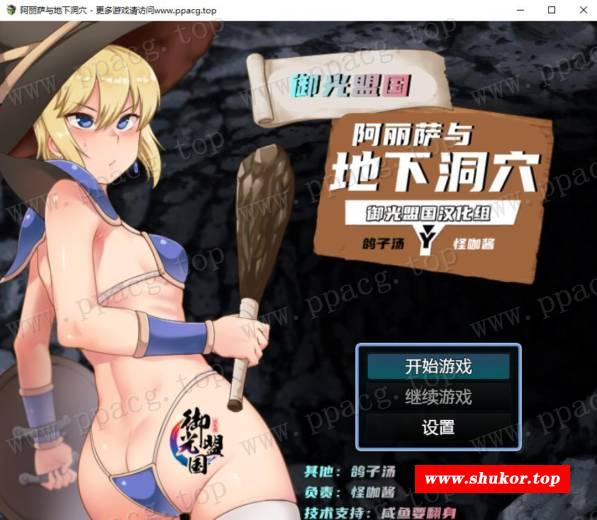 阿丽萨与地下洞穴 - 更多游戏请访问www.ppacg.top
御光盟国
阿丽萨与
地下洞穴
御光盟国汉化组
鸽子汤 Y 怪咖酱
开始游戏
继续游戏
设置
御光盟国
其他：鸽子汤
负责：怪咖酱
技术支持：咸鱼要翻身
www.shukor.top
www.ppacg.top